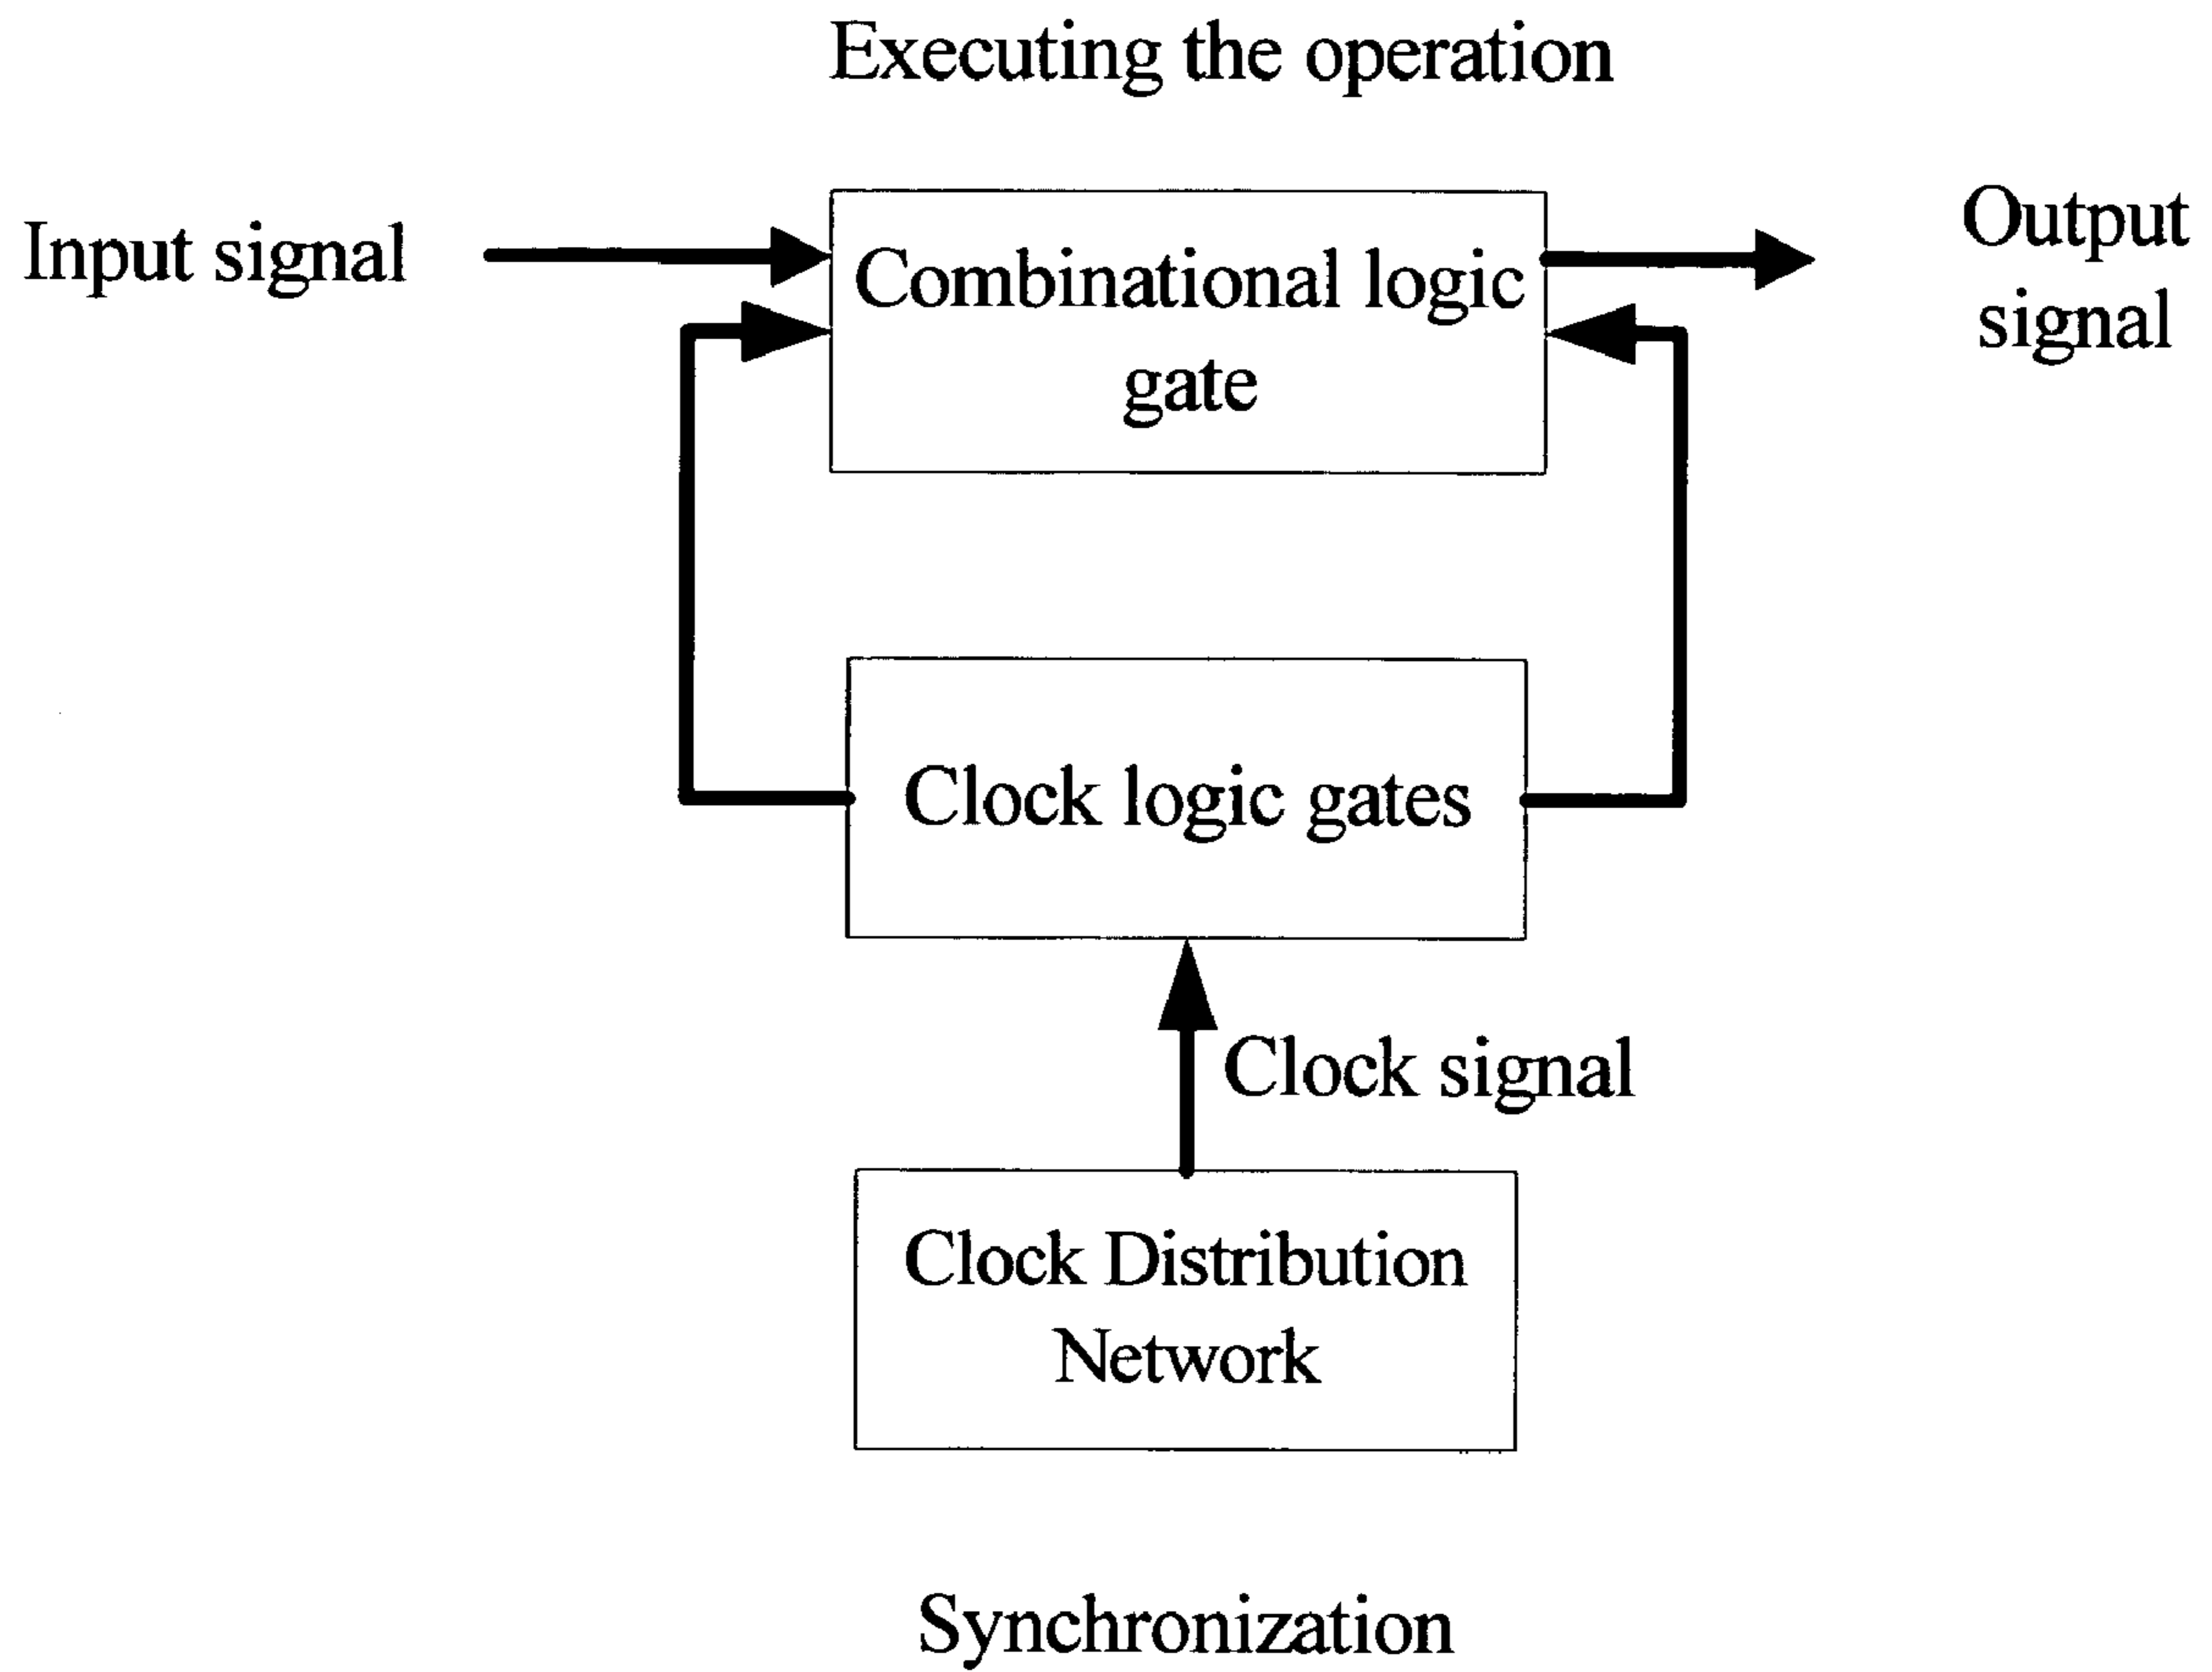 Executing the operation
Input signal
Combinational logic
gate
Output
signal
Clock logic gates
Clock signal
Clock Distribution
Network
Synchronization